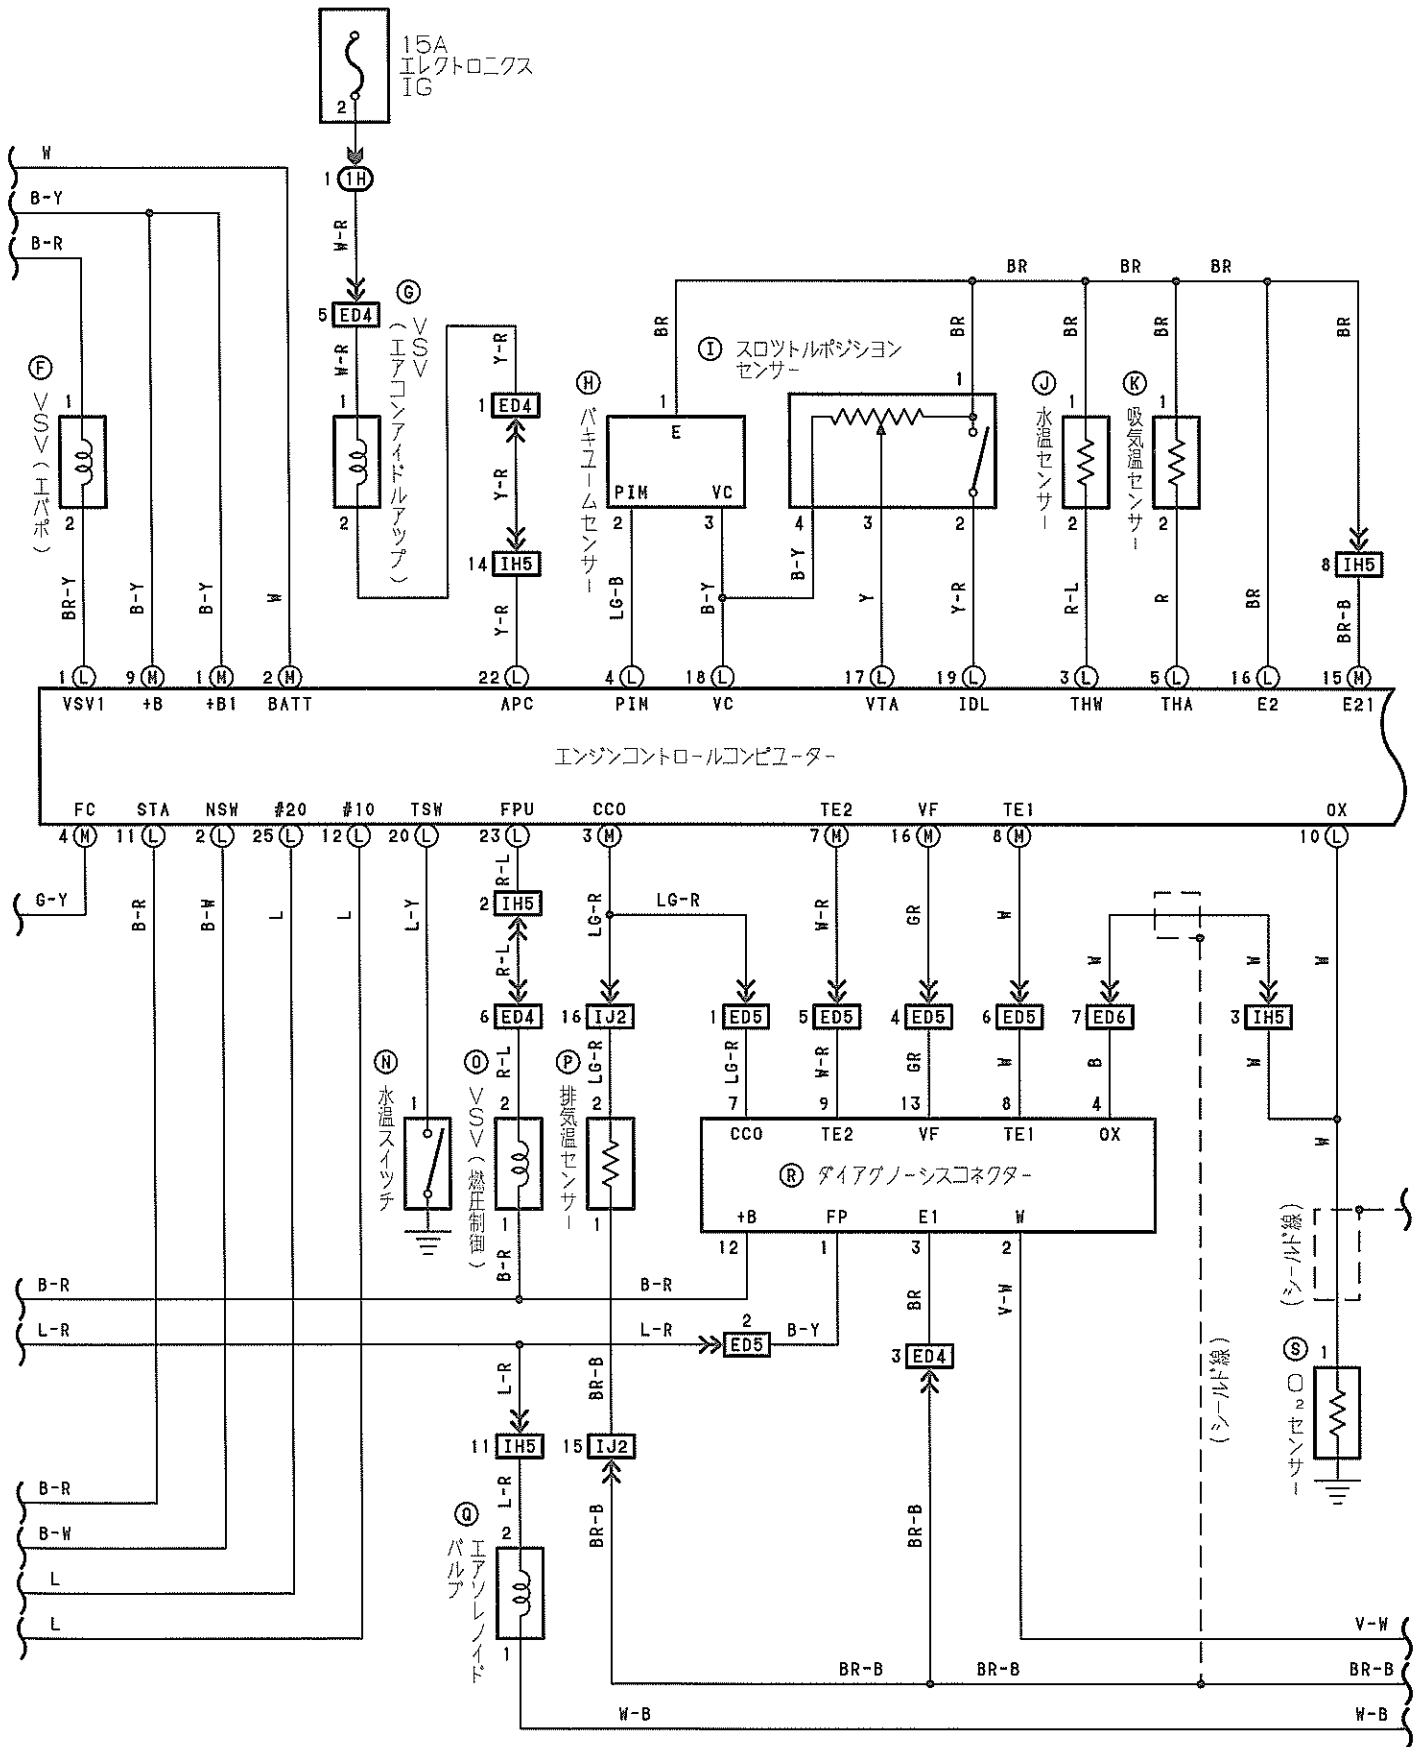 15A
エレクトロニクス
IG
2
W
1 1H
B-Y
W-R
B-R
BR BR BR
G
5 ED4
VSV
(エアコンアイドルアップ)
BR BR BR BR BR
I スロットルポジション
センサー
F
VSV(エバポ)
W-R
Y-R
H
バキュームセンサー
J
水温センサー
K
吸気温センサー
1 1 1 ED4 1 1 1 1
E
PIM VC
Y-R
2 2 2 3 4 3 2 2 2
14 IH5
8 IH5
BR-Y B-Y B-Y W Y-R LG-B B-Y B-Y Y Y-R R-L R BR BR-B
1 L 9 M 1 M 2 M 22 L 4 L 18 L 17 L 19 L 3 L 5 L 16 L 15 M
VSV1 +B +B1 BATT APC PIM VC VTA IDL THW THA E2 E21
エンジンコントロールコンピューター
FC STA NSW #20 #10 TSW FPU CCO TE2 VF TE1 OX
4 M 11 L 2 L 25 L 12 L 20 L 23 L 3 M 7 M 16 M 8 M 10 L
G-Y B-R B-W L L L-Y R-L LG-R LG-R W-R GR W
2 IH5
R-L W W W
6 ED4 16 IJ2 1 ED5 5 ED5 4 ED5 6 ED5 7 ED6 3 IH5
R-L LG-R LG-R W-R GR W B W
N
水温スイッチ
O
VSV(燃圧制御)
P
排気温センサー
1 2 2 7 9 13 8 4
CCO TE2 VF TE1 OX
W
R ダイアグノーシスコネクター
+B FP E1 W
1 1 12 1 3 2
(シールド線)
B-R B-R B-R BR V-W
L-R L-R 2 ED5 B-Y
3 ED4
(シールド線)
S 1
O₂センサー
L-R BR-B
11 IH5 15 IJ2
B-R
L-R
Q
エアソレノイド
バルブ
2
BR-B BR-B
B-W
L
L
1
V-W
BR-B BR-B BR-B
W-B W-B